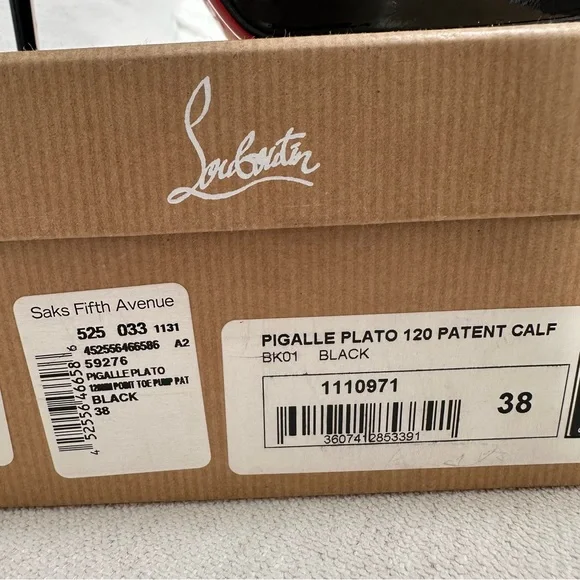 Louboutin
Saks Fifth Avenue
525 033 1131
452556466586 A2
59276
PIGALLE PLATO
120MM POINT TOE PUMP PAT
BLACK
38
4 52556 46658 6
PIGALLE PLATO 120 PATENT CALF
BK01 BLACK
1110971
38
3607412853391